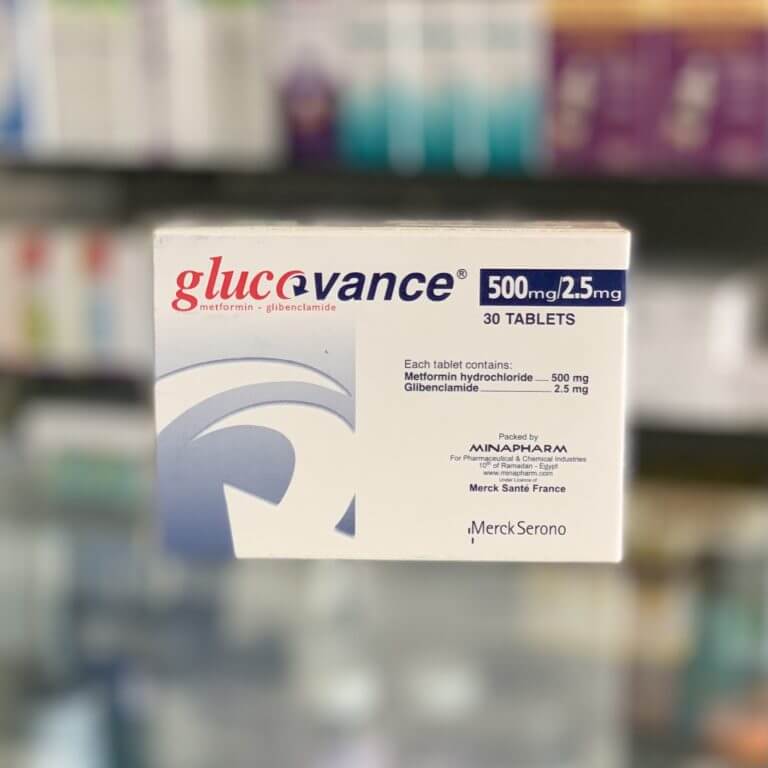 glucovance® 500mg/2.5mg
metformin - glibenclamide
30 TABLETS
Each tablet contains:
Metformin hydrochloride ..... 500 mg
Glibenclamide ..... 2.5 mg
Packed by
MINAPHARM
For Pharmaceutical & Chemical Industries
10th of Ramadan - Egypt
www.minapharm.com
Under Licence of
Merck Santé France
Merck Serono